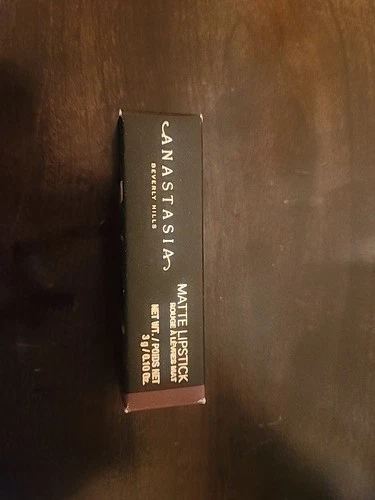 ANASTASIA
BEVERLY HILLS
MATTE LIPSTICK
ROUGE À LÈVRES MAT
NET WT. / POIDS NET
3 g / 0.10 Oz.